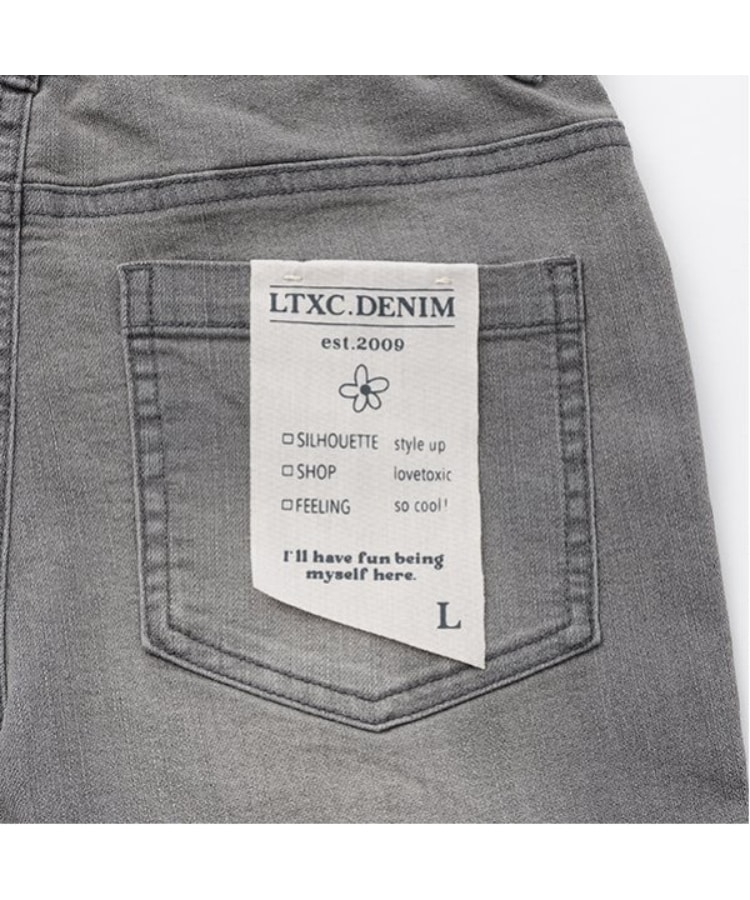 LTXC.DENIM
est.2009
☐ SILHOUETTE style up
☐ SHOP lovetoxic
☐ FEELING so cool!
I'll have fun being
myself here.
L